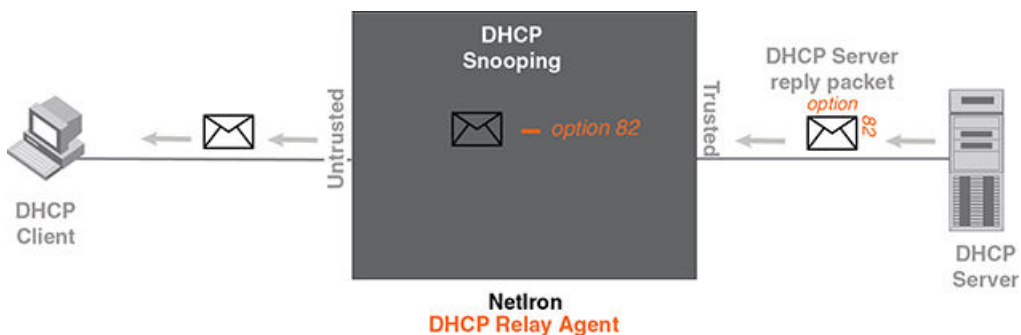 DHCP
Snooping
DHCP Server
reply packet
option
82
– option 82
Untrusted
Trusted
DHCP
Client
DHCP
Server
NetIron
DHCP Relay Agent